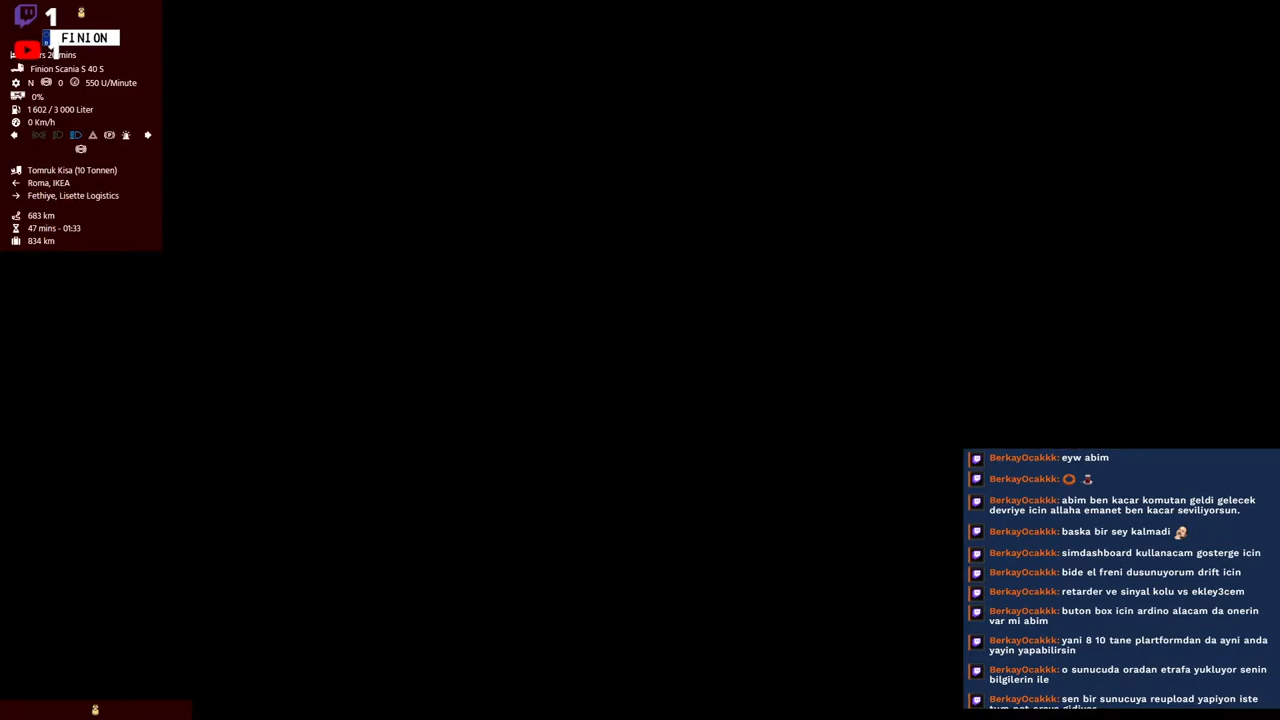 1
FINION
20 mins
Finion Scania S 40 S
N 0 550 U/Minute
0%
1 602 / 3 000 Liter
0 Km/h
Tomruk Kisa (10 Tonnen)
Roma, IKEA
Fethiye, Lisette Logistics
683 km
47 mins - 01:33
834 km
BerkayOcakkk: eyw abim
BerkayOcakkk:
BerkayOcakkk: abim ben kacar komutan geldi gelecek
devriye icin allaha emanet ben kacar seviliyorsun.
BerkayOcakkk: baska bir sey kalmadi
BerkayOcakkk: simdashboard kullanacam gosterge icin
BerkayOcakkk: bide el freni dusunuyorum drift icin
BerkayOcakkk: retarder ve sinyal kolu vs ekley3cem
BerkayOcakkk: buton box icin ardino alacam da onerin
var mi abim
BerkayOcakkk: yani 8 10 tane plartformdan da ayni anda
yayin yapabilirsin
BerkayOcakkk: o sunucuda oradan etrafa yukluyor senin
bilgilerin ile
BerkayOcakkk: sen bir sunucuya reupload yapiyon iste